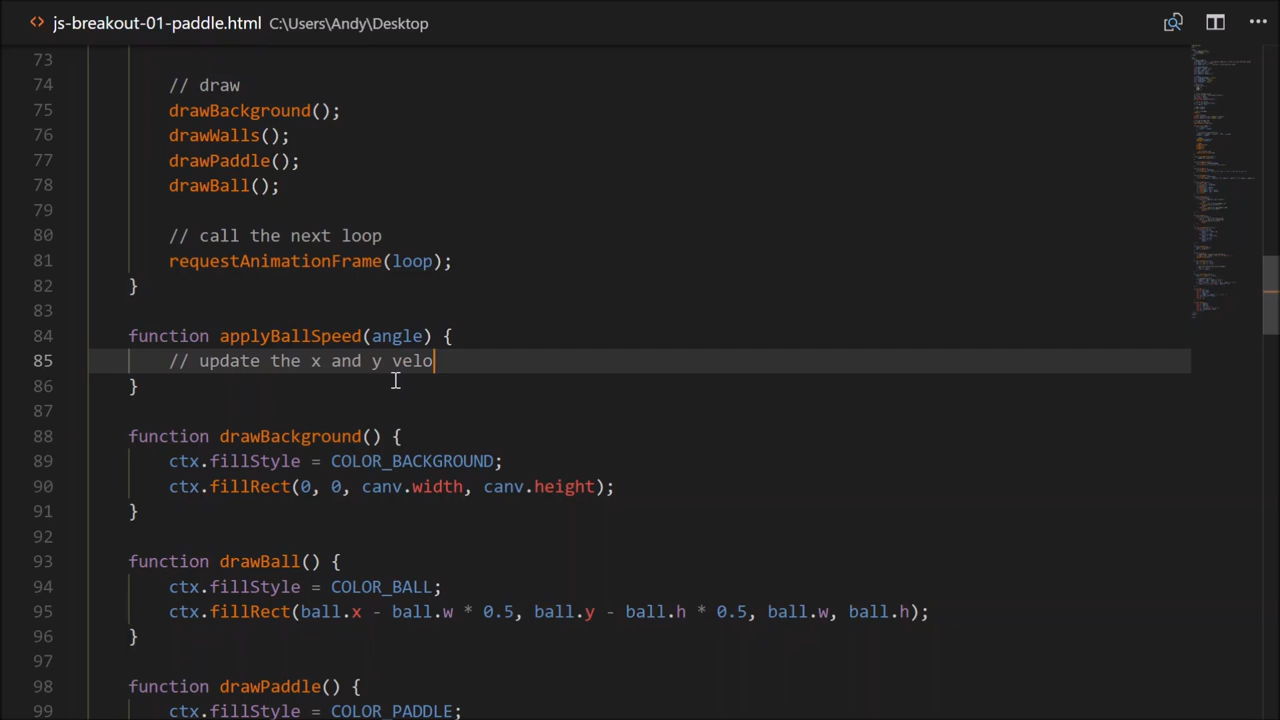 js-breakout-01-paddle.html C:\Users\Andy\Desktop
73
74 // draw
75 drawBackground();
76 drawWalls();
77 drawPaddle();
78 drawBall();
79
80 // call the next loop
81 requestAnimationFrame(loop);
82 }
83
84 function applyBallSpeed(angle) {
85 // update the x and y velo
86 }
87
88 function drawBackground() {
89 ctx.fillStyle = COLOR_BACKGROUND;
90 ctx.fillRect(0, 0, canv.width, canv.height);
91 }
92
93 function drawBall() {
94 ctx.fillStyle = COLOR_BALL;
95 ctx.fillRect(ball.x - ball.w * 0.5, ball.y - ball.h * 0.5, ball.w, ball.h);
96 }
97
98 function drawPaddle() {
99 ctx.fillStyle = COLOR_PADDLE;